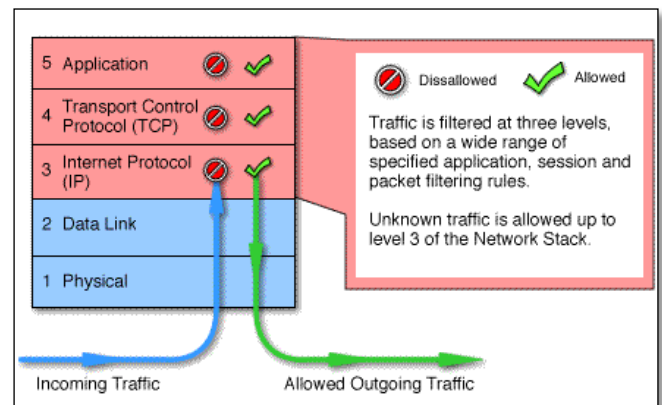 5 Application
4 Transport Control
Protocol (TCP)
3 Internet Protocol
(IP)
2 Data Link
1 Physical
Incoming Traffic
Allowed Outgoing Traffic
Dissallowed
Allowed
Traffic is filtered at three levels,
based on a wide range of
specified application, session and
packet filtering rules.
Unknown traffic is allowed up to
level 3 of the Network Stack.